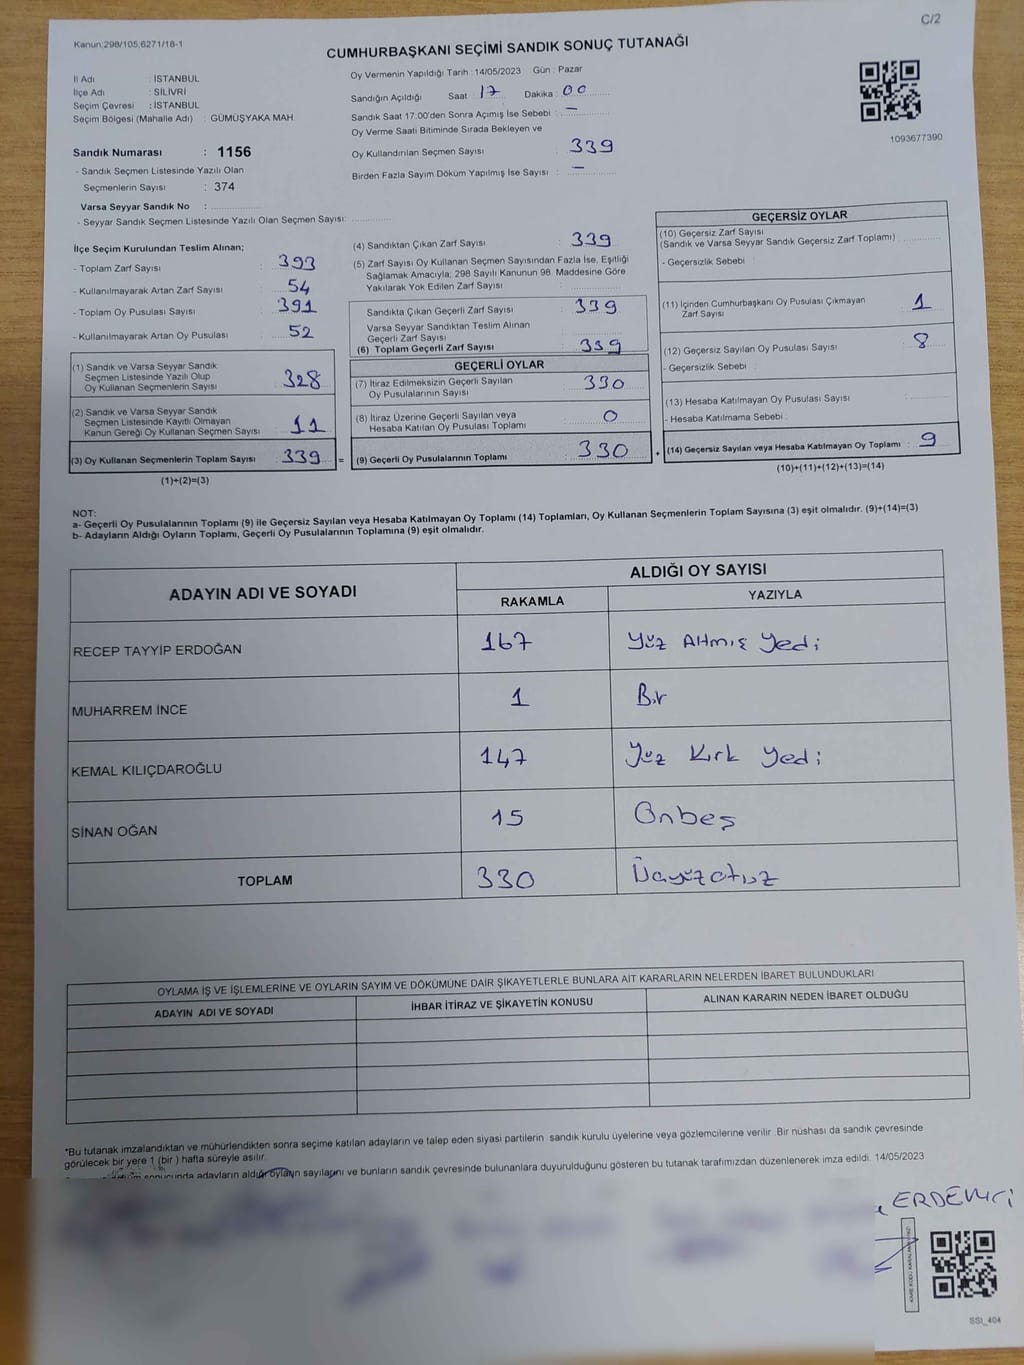 C/2
Kanun:298/105,6271/18-1
CUMHURBAŞKANI SEÇİMİ SANDIK SONUÇ TUTANAĞI
İl Adı : İSTANBUL
İlçe Adı : SİLİVRİ
Seçim Çevresi : İSTANBUL
Seçim Bölgesi (Mahalle Adı) : GÜMÜŞYAKA MAH.
Sandık Numarası : 1156
- Sandık Seçmen Listesinde Yazılı Olan
Seçmenlerin Sayısı : 374
Varsa Seyyar Sandık No :
- Seyyar Sandık Seçmen Listesinde Yazılı Olan Seçmen Sayısı:
Oy Vermenin Yapıldığı Tarih : 14/05/2023 Gün : Pazar
Sandığın Açıldığı Saat 17 Dakika 00
Sandık Saat 17:00'den Sonra Açımış İse Sebebi : —
Oy Verme Saati Bitiminde Sırada Bekleyen ve
Oy Kullandırılan Seçmen Sayısı : 339
Birden Fazla Sayım Döküm Yapılmış İse Sayısı : —
1093677390
İlçe Seçim Kurulundan Teslim Alınan;
- Toplam Zarf Sayısı : 393
- Kullanılmayarak Artan Zarf Sayısı : 54
- Toplam Oy Pusulası Sayısı : 391
- Kullanılmayarak Artan Oy Pusulası : 52
(1) Sandık ve Varsa Seyyar Sandık
Seçmen Listesinde Yazılı Olup
Oy Kullanan Seçmenlerin Sayısı : 328
(2) Sandık ve Varsa Seyyar Sandık
Seçmen Listesinde Kayıtlı Olmayan
Kanun Gereği Oy Kullanan Seçmen Sayısı : 11
(3) Oy Kullanan Seçmenlerin Toplam Sayısı : 339
(1)+(2)=(3)
(4) Sandıktan Çıkan Zarf Sayısı : 339
(5) Zarf Sayısı Oy Kullanan Seçmen Sayısından Fazla İse, Eşitliği
Sağlamak Amacıyla; 298 Sayılı Kanunun 98. Maddesine Göre
Yakılarak Yok Edilen Zarf Sayısı :
Sandıkta Çıkan Geçerli Zarf Sayısı : 339
Varsa Seyyar Sandıktan Teslim Alınan
Geçerli Zarf Sayısı :
(6) Toplam Geçerli Zarf Sayısı : 339
GEÇERLİ OYLAR
(7) İtiraz Edilmeksizin Geçerli Sayılan
Oy Pusulalarının Sayısı : 330
(8) İtiraz Üzerine Geçerli Sayılan veya
Hesaba Katılan Oy Pusulası Toplamı : 0
= (9) Geçerli Oy Pusulalarının Toplamı : 330
GEÇERSİZ OYLAR
(10) Geçersiz Zarf Sayısı
(Sandık ve Varsa Seyyar Sandık Geçersiz Zarf Toplamı) :
- Geçersizlik Sebebi :
(11) İçinden Cumhurbaşkanı Oy Pusulası Çıkmayan
Zarf Sayısı : 1
(12) Geçersiz Sayılan Oy Pusulası Sayısı : 8
- Geçersizlik Sebebi :
(13) Hesaba Katılmayan Oy Pusulası Sayısı :
- Hesaba Katılmama Sebebi :
+ (14) Geçersiz Sayılan veya Hesaba Katılmayan Oy Toplamı : 9
(10)+(11)+(12)+(13)=(14)
NOT:
a- Geçerli Oy Pusulalarının Toplamı (9) ile Geçersiz Sayılan veya Hesaba Katılmayan Oy Toplamı (14) Toplamları, Oy Kullanan Seçmenlerin Toplam Sayısına (3) eşit olmalıdır. (9)+(14)=(3)
b- Adayların Aldığı Oyların Toplamı, Geçerli Oy Pusulalarının Toplamına (9) eşit olmalıdır.
ADAYIN ADI VE SOYADI ALDIĞI OY SAYISI
RAKAMLA YAZIYLA
RECEP TAYYİP ERDOĞAN 167 Yüz Altmış Yedi
MUHARREM İNCE 1 Bir
KEMAL KILIÇDAROĞLU 147 Yüz Kırk Yedi
SİNAN OĞAN 15 Onbeş
TOPLAM 330 Üçyüzotuz
OYLAMA İŞ VE İŞLEMLERİNE VE OYLARIN SAYIM VE DÖKÜMÜNE DAİR ŞİKAYETLERLE BUNLARA AİT KARARLARIN NELERDEN İBARET BULUNDUKLARI
ADAYIN ADI VE SOYADI İHBAR İTİRAZ VE ŞİKAYETİN KONUSU ALINAN KARARIN NEDEN İBARET OLDUĞU
*Bu tutanak imzalandıktan ve mühürlendikten sonra seçime katılan adayların ve talep eden siyasi partilerin sandık kurulu üyelerine veya gözlemcilerine verilir .Bir nüshası da sandık çevresinde
görülecek bir yere 1 (bir ) hafta süreyle asılır.
sonucunda adayların aldığı oyların sayılarını ve bunların sandık çevresinde bulunanlara duyurulduğunu gösteren bu tutanak tarafımızdan düzenlenerek imza edildi. 14/05/2023
SSI_404